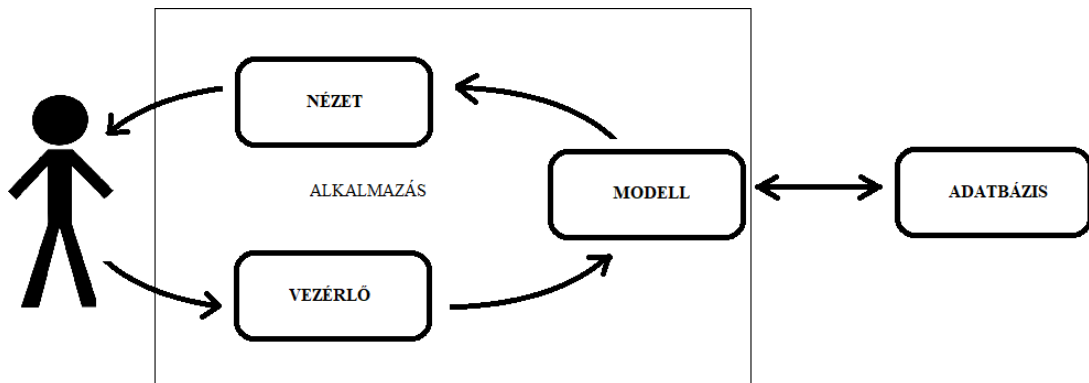 NÉZET
ALKALMAZÁS
MODELL
ADATBÁZIS
VEZÉRLŐ